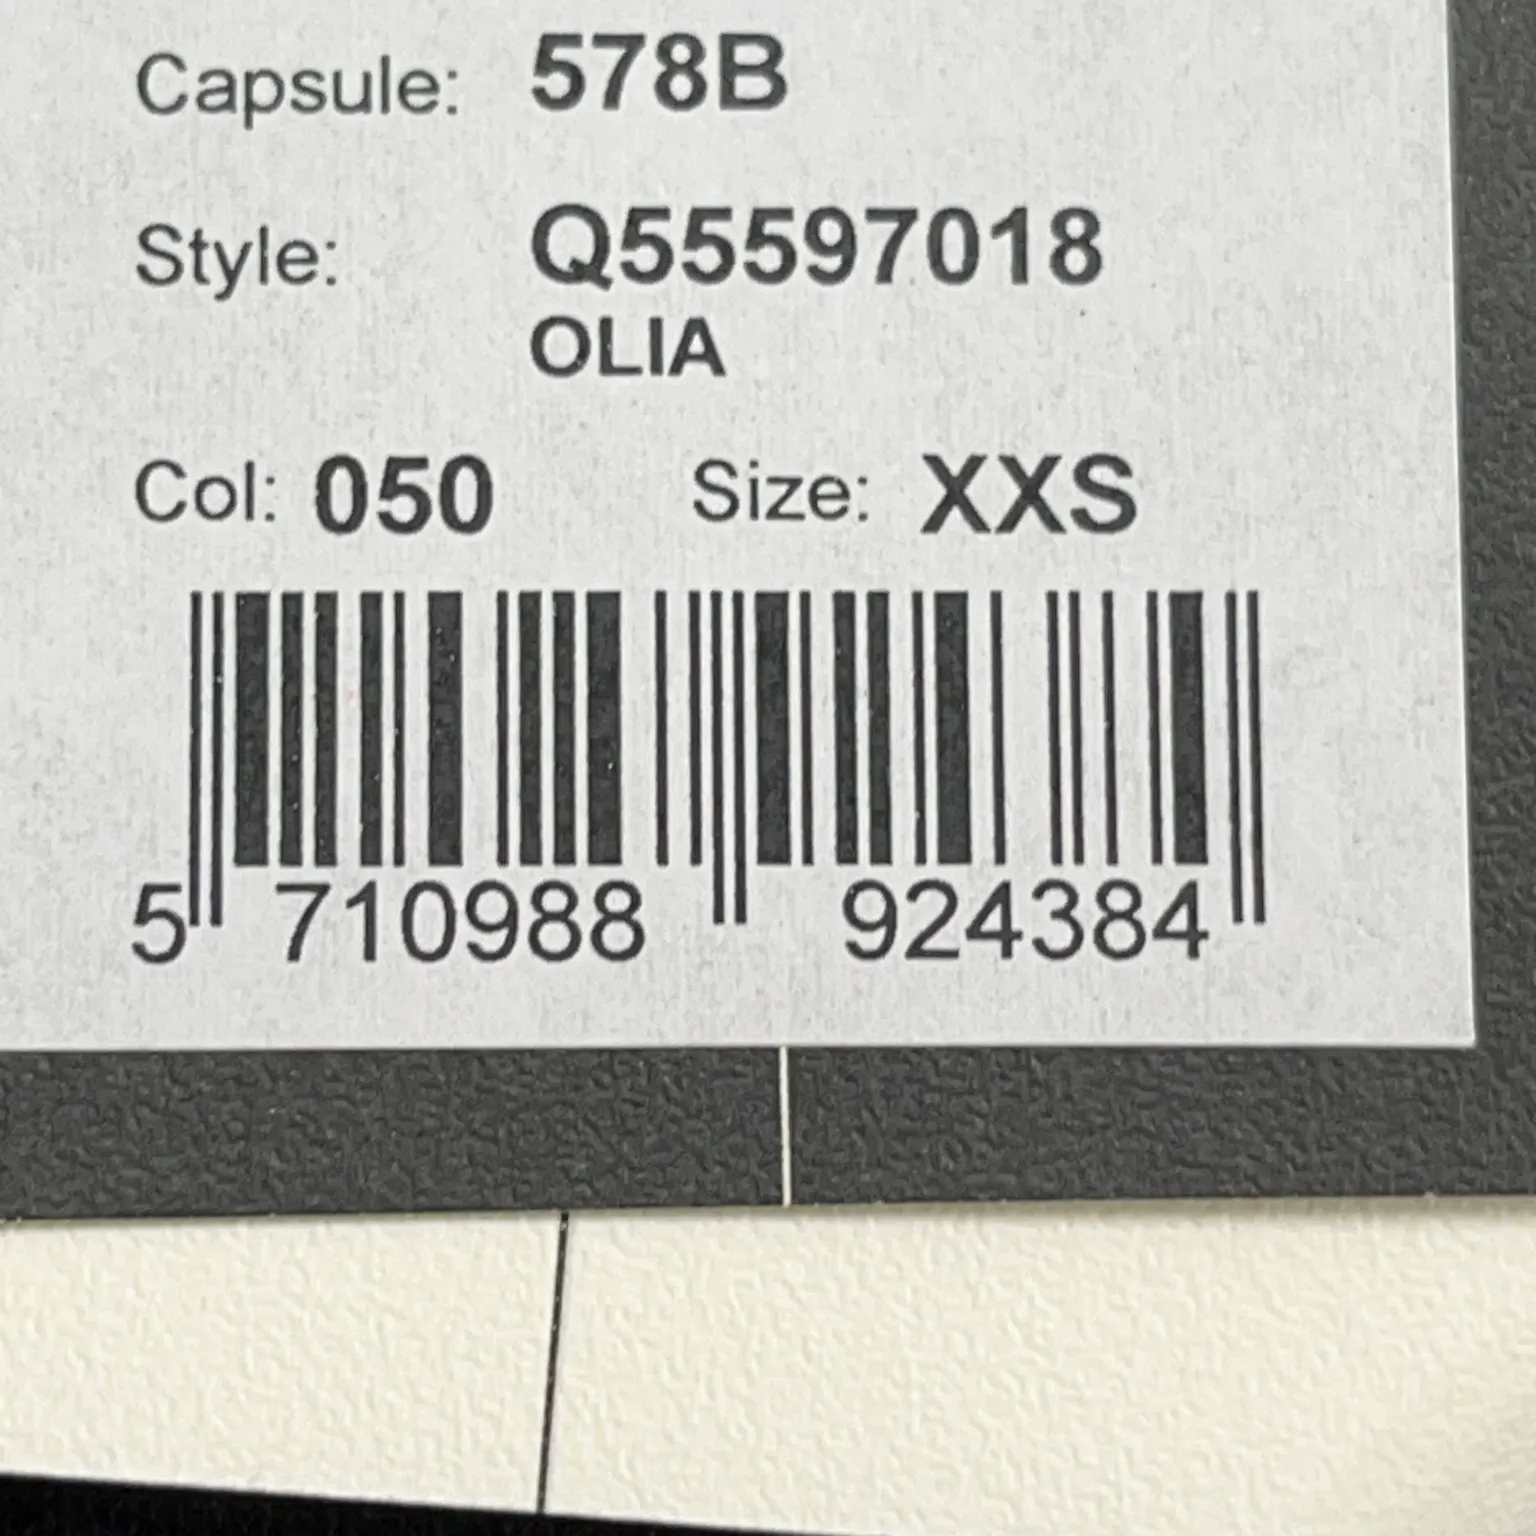 Capsule: 578B
Style: Q55597018
OLIA
Col: 050 Size: XXS
5 710988 924384